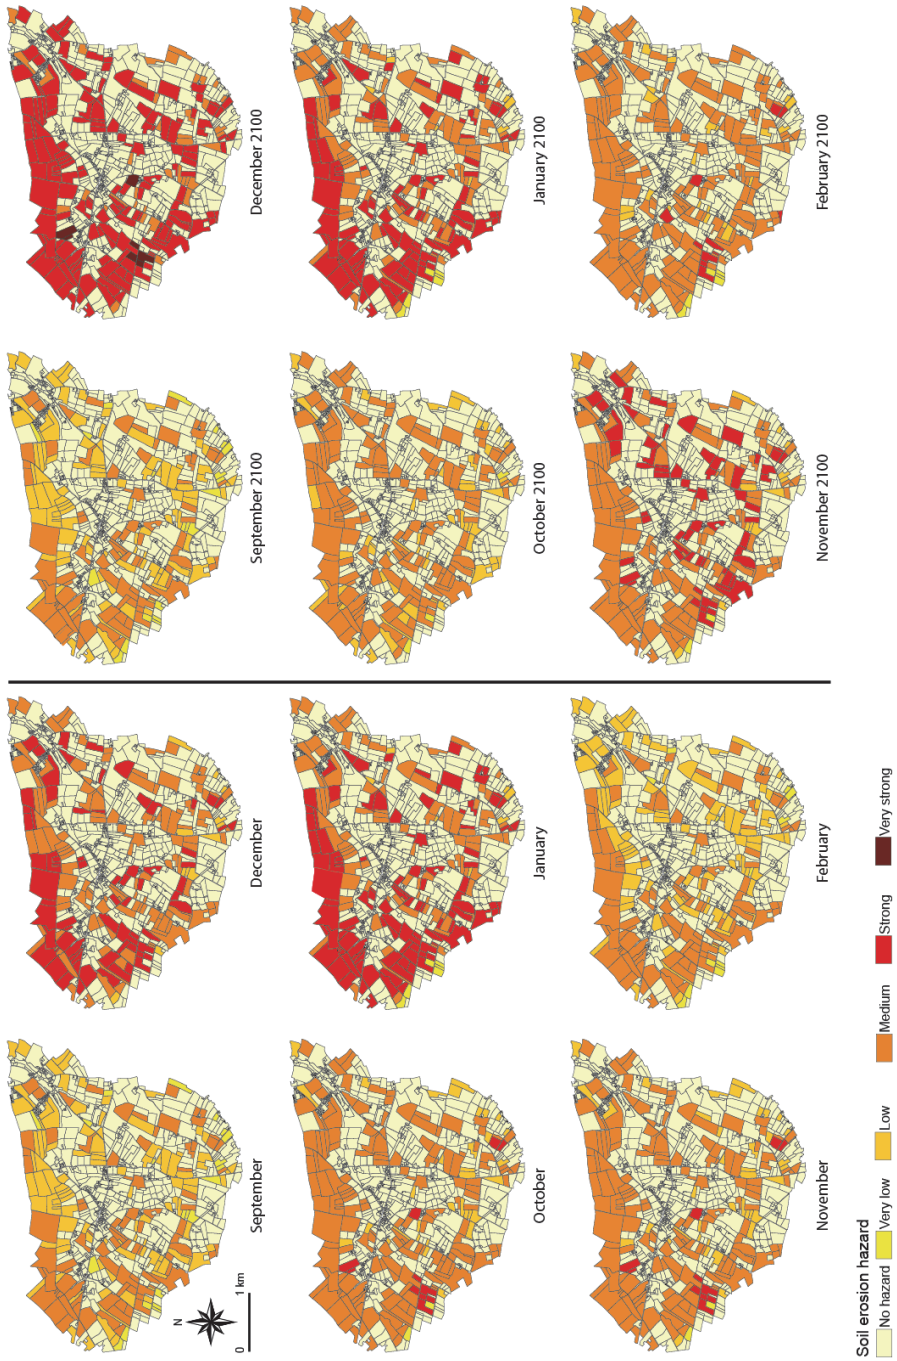 December 2100
January 2100
February 2100
September 2100
October 2100
November 2100
December
January
February
September
October
November
N
0
1 km
Soil erosion hazard
No hazard
Very low
Low
Medium
Strong
Very strong